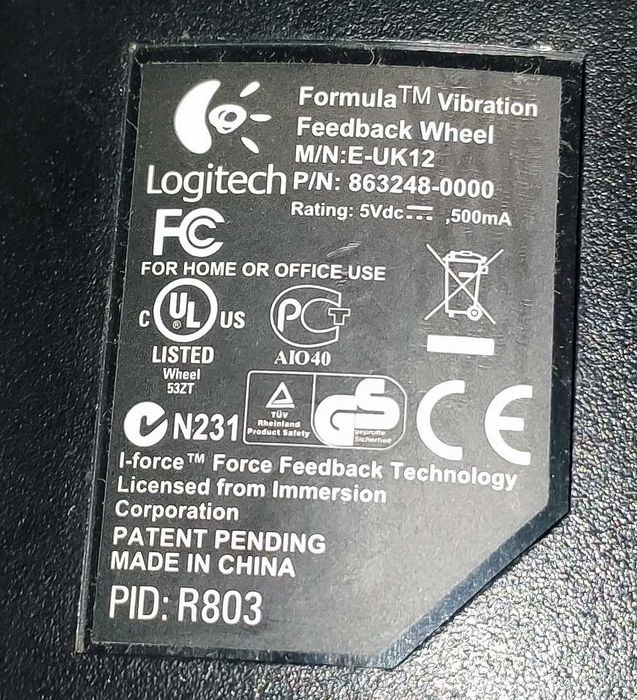 Formula™ Vibration
Feedback Wheel
M/N:E-UK12
Logitech P/N: 863248-0000
Rating: 5Vdc⎓ ,500mA
FC
FOR HOME OR OFFICE USE
C UL ® US
LISTED
Wheel
53ZT
PCT
AIO40
N231
TÜV
Rheinland
Product Safety
GS
geprüfte
Sicherheit
CE
I-force™ Force Feedback Technology
Licensed from Immersion
Corporation
PATENT PENDING
MADE IN CHINA
PID: R803